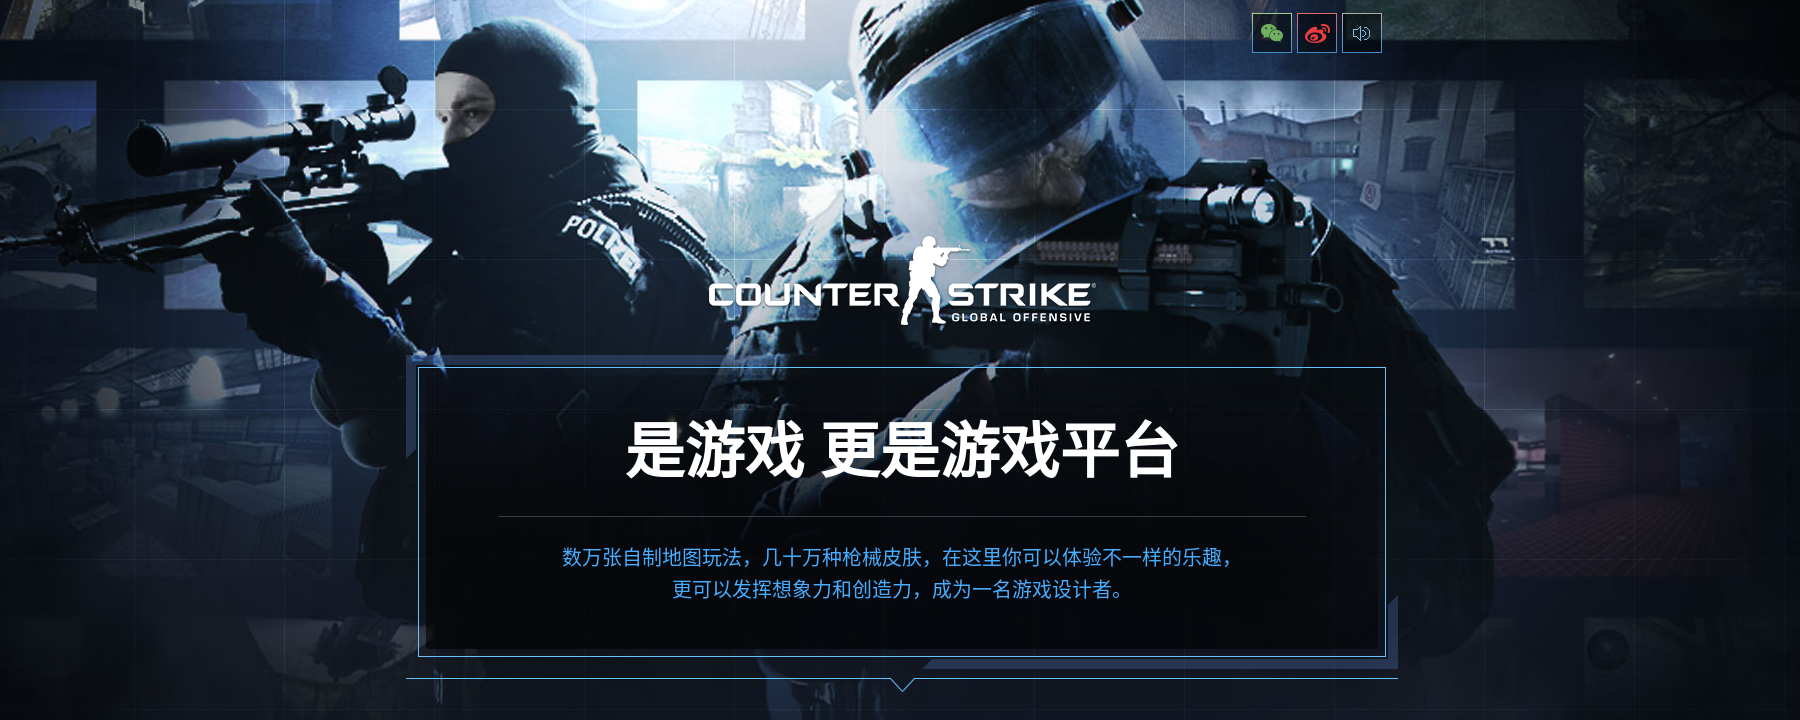 POLIZEI
COUNTER STRIKE®
GLOBAL OFFENSIVE
是游戏 更是游戏平台
数万张自制地图玩法，几十万种枪械皮肤，在这里你可以体验不一样的乐趣，
更可以发挥想象力和创造力，成为一名游戏设计者。